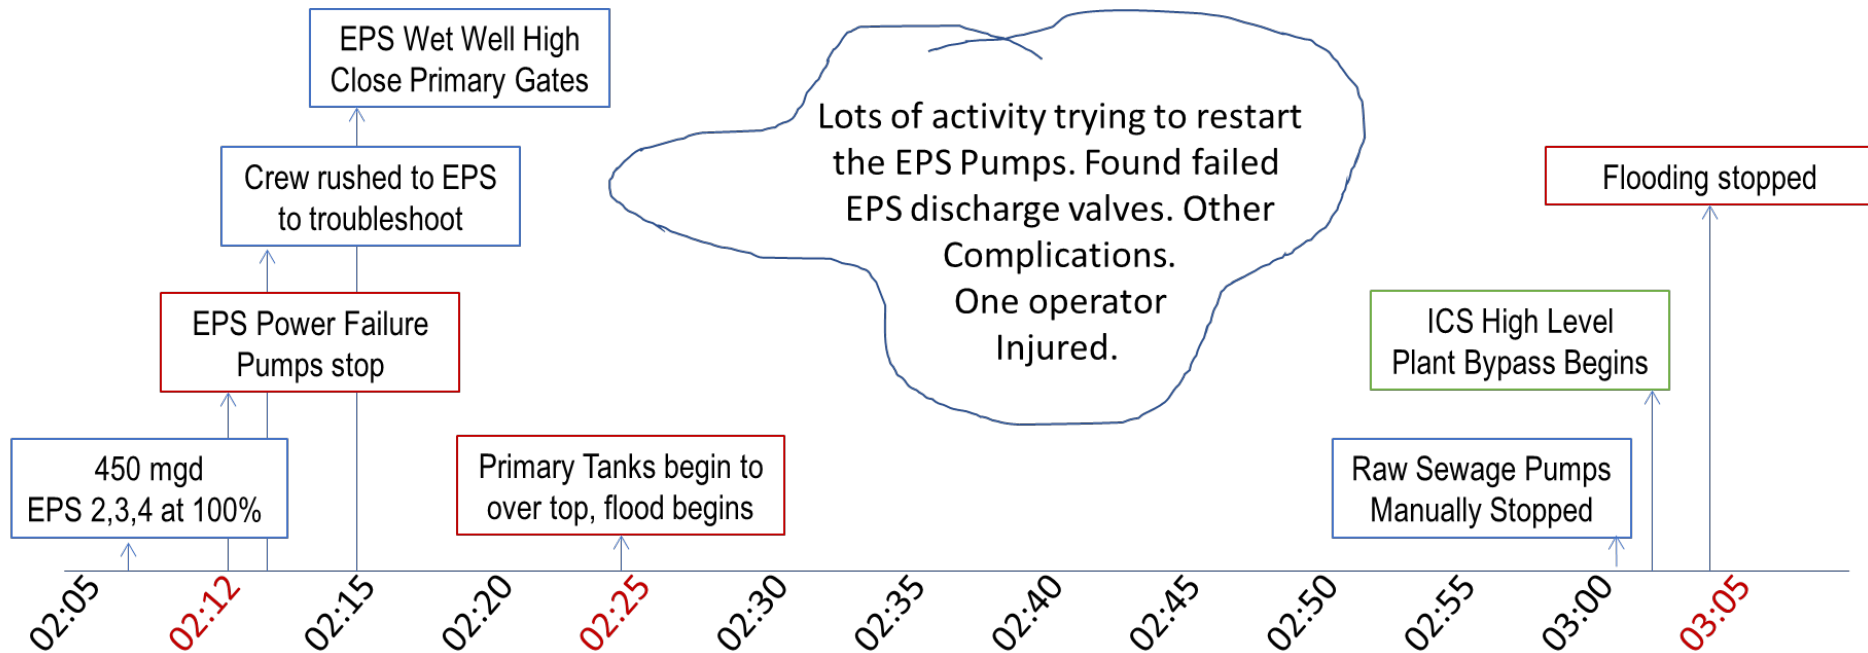 EPS Wet Well High
Close Primary Gates
Crew rushed to EPS
to troubleshoot
EPS Power Failure
Pumps stop
450 mgd
EPS 2,3,4 at 100%
Primary Tanks begin to
over top, flood begins
Lots of activity trying to restart
the EPS Pumps. Found failed
EPS discharge valves. Other
Complications.
One operator
Injured.
Flooding stopped
ICS High Level
Plant Bypass Begins
Raw Sewage Pumps
Manually Stopped
02:05
02:12
02:15
02:20
02:25
02:30
02:35
02:40
02:45
02:50
02:55
03:00
03:05